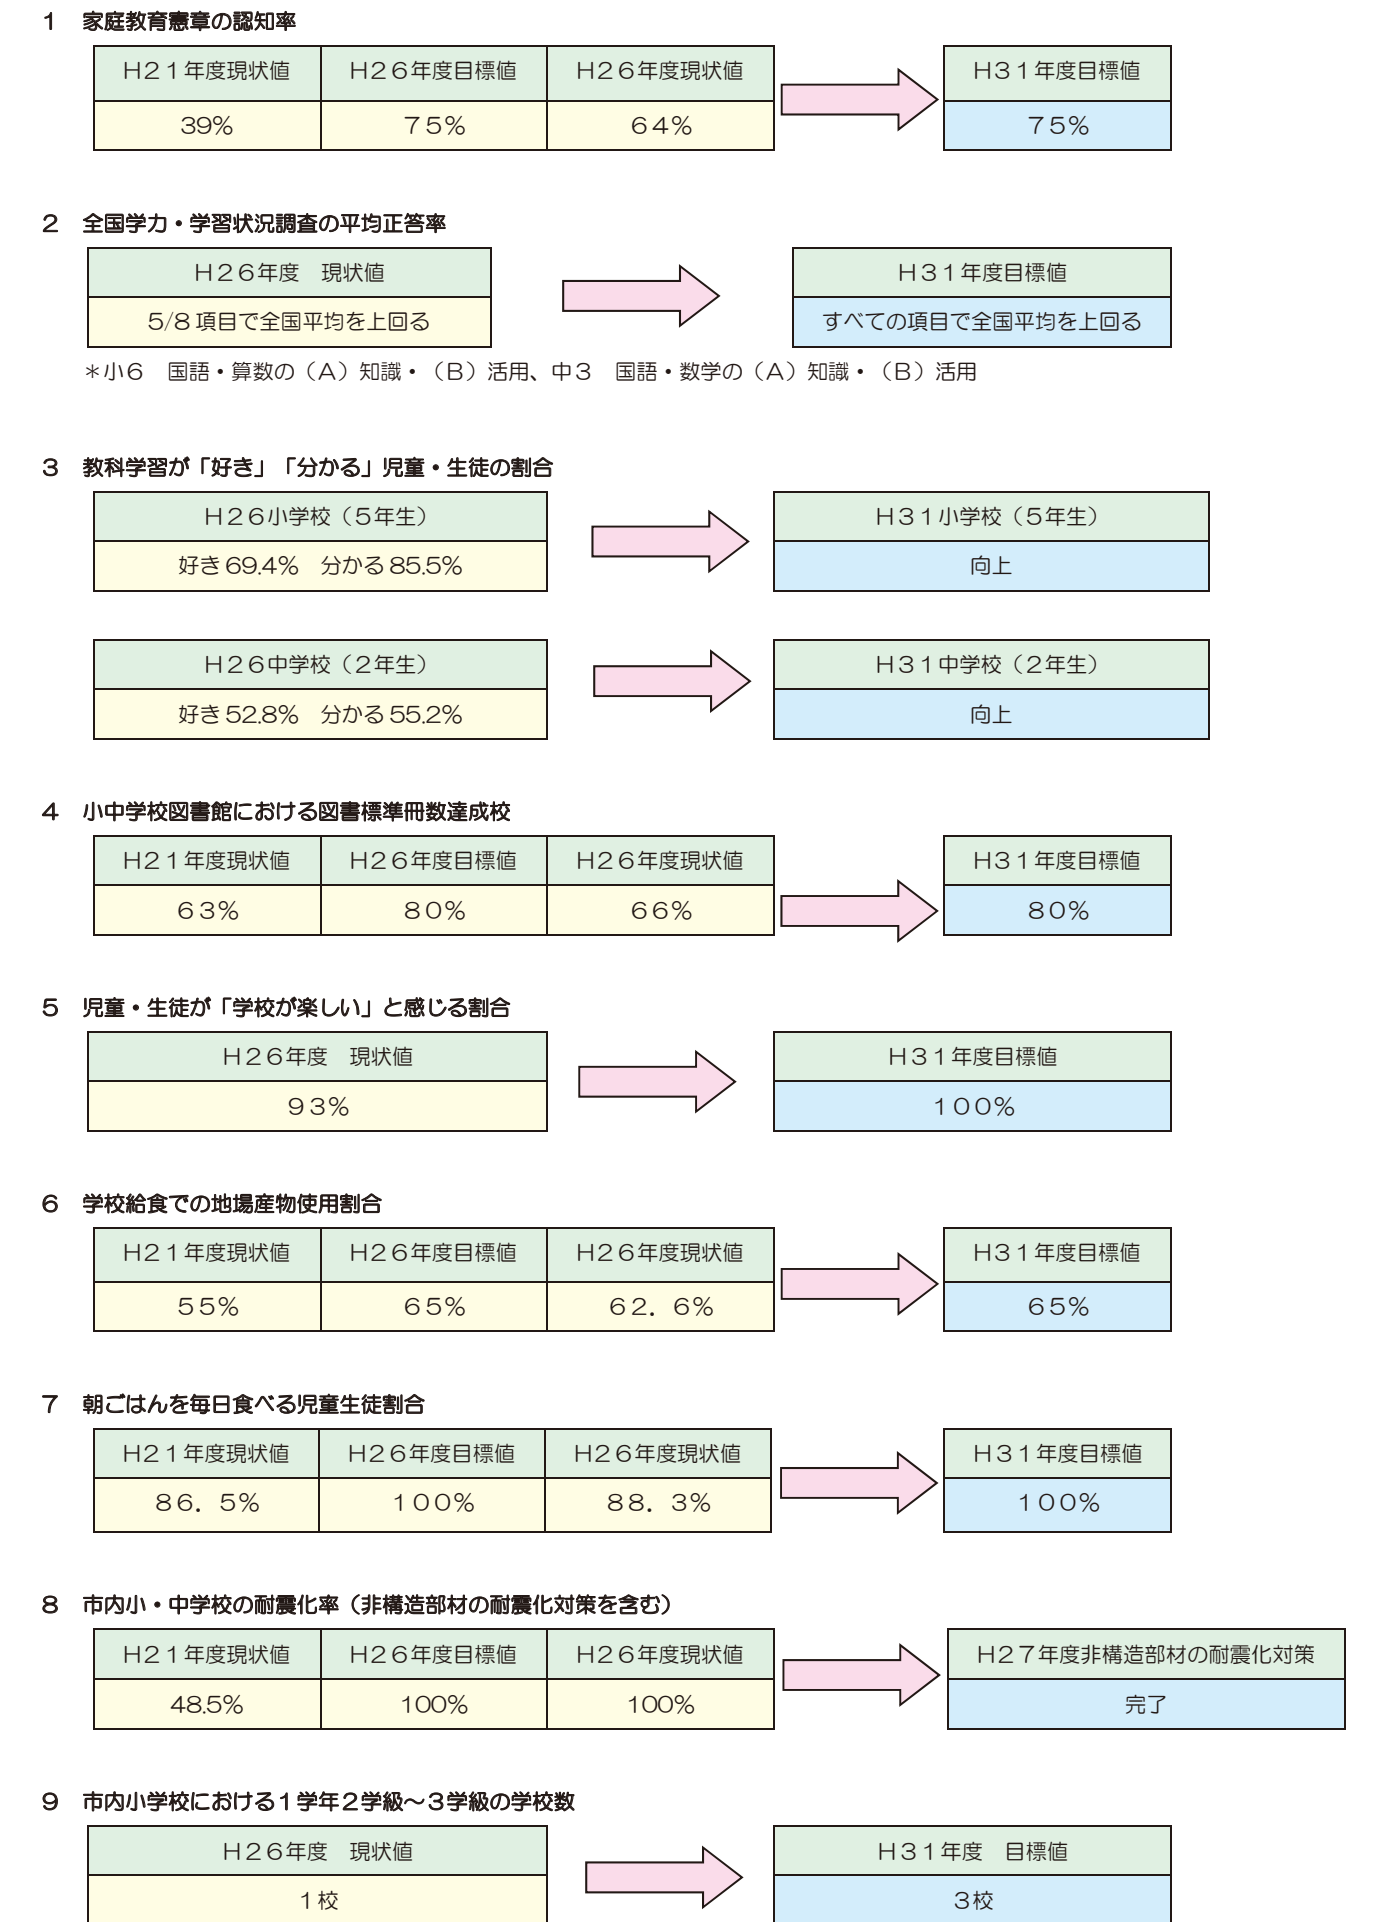 １　家庭教育憲章の認知率
Ｈ２１年度現状値　Ｈ２６年度目標値　Ｈ２６年度現状値　Ｈ３１年度目標値
39%　７５％　６４％　７５％
２　全国学力・学習状況調査の平均正答率
Ｈ２６年度　現状値　Ｈ３１年度目標値
5/8 項目で全国平均を上回る　すべての項目で全国平均を上回る
＊小６　国語・算数の（Ａ）知識・（Ｂ）活用、中３　国語・数学の（Ａ）知識・（Ｂ）活用
３　教科学習が「好き」「分かる」児童・生徒の割合
Ｈ２６小学校（５年生）　Ｈ３１小学校（５年生）
好き 69.4%　分かる 85.5%　向上
Ｈ２６中学校（２年生）　Ｈ３１中学校（２年生）
好き 52.8%　分かる 55.2%　向上
４　小中学校図書館における図書標準冊数達成校
Ｈ２１年度現状値　Ｈ２６年度目標値　Ｈ２６年度現状値　Ｈ３１年度目標値
６３％　８０％　６６％　８０％
５　児童・生徒が「学校が楽しい」と感じる割合
Ｈ２６年度　現状値　Ｈ３１年度目標値
９３％　１００％
６　学校給食での地場産物使用割合
Ｈ２１年度現状値　Ｈ２６年度目標値　Ｈ２６年度現状値　Ｈ３１年度目標値
５５％　６５％　６２．６％　６５％
７　朝ごはんを毎日食べる児童生徒割合
Ｈ２１年度現状値　Ｈ２６年度目標値　Ｈ２６年度現状値　Ｈ３１年度目標値
８６．５％　１００％　８８．３％　１００％
８　市内小・中学校の耐震化率（非構造部材の耐震化対策を含む）
Ｈ２１年度現状値　Ｈ２６年度目標値　Ｈ２６年度現状値　Ｈ２７年度非構造部材の耐震化対策
48.5%　100%　100%　完了
９　市内小学校における１学年２学級～３学級の学校数
Ｈ２６年度　現状値　Ｈ３１年度　目標値
１校　３校